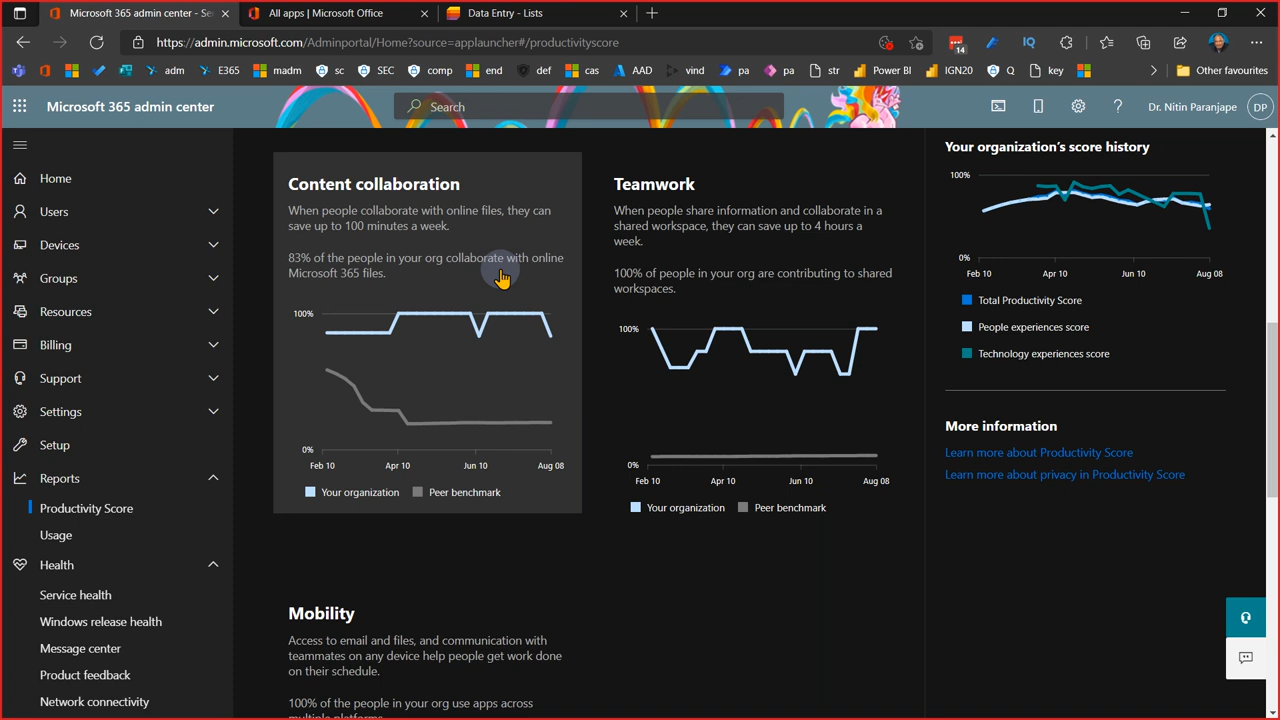 Microsoft 365 admin center - Se
All apps | Microsoft Office
Data Entry - Lists
https://admin.microsoft.com/Adminportal/Home?source=applauncher#/productivityscore
14
IQ
adm
E365
madm
sc
SEC
comp
end
def
cas
AAD
vind
pa
pa
str
Power BI
IGN20
Q
key
Other favourites
Microsoft 365 admin center
Search
Dr. Nitin Paranjape
DP
Home
Users
Devices
Groups
Resources
Billing
Support
Settings
Setup
Reports
Productivity Score
Usage
Health
Service health
Windows release health
Message center
Product feedback
Network connectivity
Content collaboration
When people collaborate with online files, they can
save up to 100 minutes a week.
83% of the people in your org collaborate with online
Microsoft 365 files.
100%
0%
Feb 10
Apr 10
Jun 10
Aug 08
Your organization
Peer benchmark
Teamwork
When people share information and collaborate in a
shared workspace, they can save up to 4 hours a
week.
100% of people in your org are contributing to shared
workspaces.
100%
0%
Feb 10
Apr 10
Jun 10
Aug 08
Your organization
Peer benchmark
Mobility
Access to email and files, and communication with
teammates on any device help people get work done
on their schedule.
100% of the people in your org use apps across
multiple platforms.
Your organization's score history
100%
0%
Feb 10
Apr 10
Jun 10
Aug 08
Total Productivity Score
People experiences score
Technology experiences score
More information
Learn more about Productivity Score
Learn more about privacy in Productivity Score